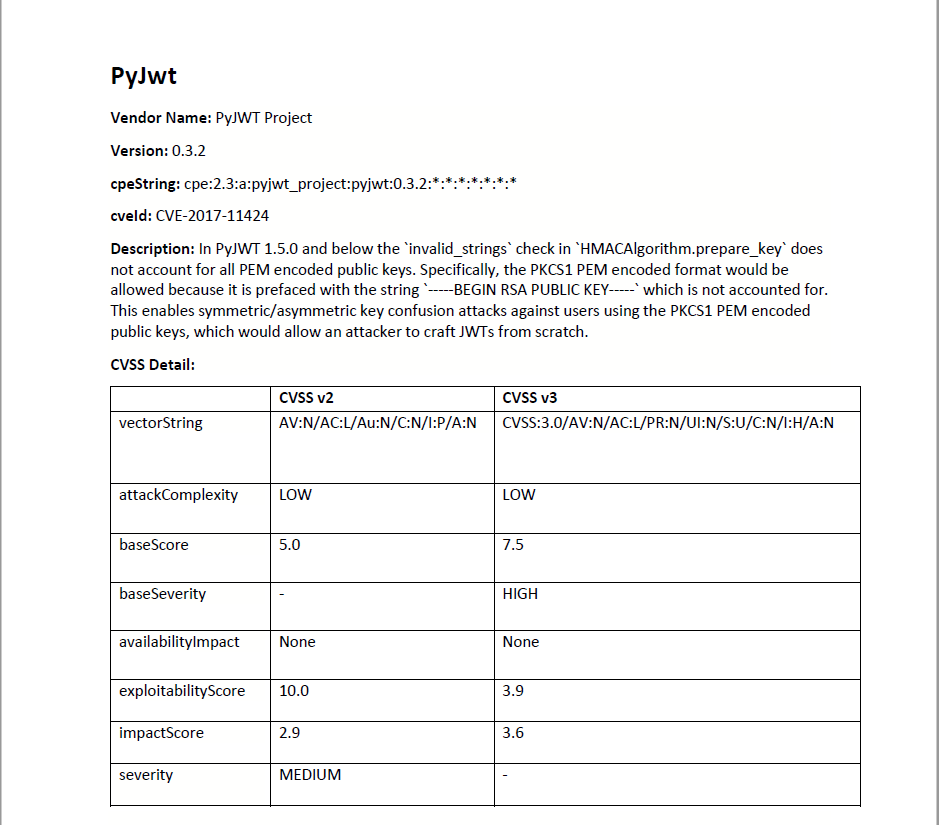 PyJwt
Vendor Name: PyJWT Project
Version: 0.3.2
cpeString: cpe:2.3:a:pyjwt_project:pyjwt:0.3.2:*:*:*:*:*:*:*
cveId: CVE-2017-11424
Description: In PyJWT 1.5.0 and below the `invalid_strings` check in `HMACAlgorithm.prepare_key` does
not account for all PEM encoded public keys. Specifically, the PKCS1 PEM encoded format would be
allowed because it is prefaced with the string `-----BEGIN RSA PUBLIC KEY-----` which is not accounted for.
This enables symmetric/asymmetric key confusion attacks against users using the PKCS1 PEM encoded
public keys, which would allow an attacker to craft JWTs from scratch.
CVSS Detail:
CVSS v2 CVSS v3
vectorString AV:N/AC:L/Au:N/C:N/I:P/A:N CVSS:3.0/AV:N/AC:L/PR:N/UI:N/S:U/C:N/I:H/A:N
attackComplexity LOW LOW
baseScore 5.0 7.5
baseSeverity - HIGH
availabilityImpact None None
exploitabilityScore 10.0 3.9
impactScore 2.9 3.6
severity MEDIUM -